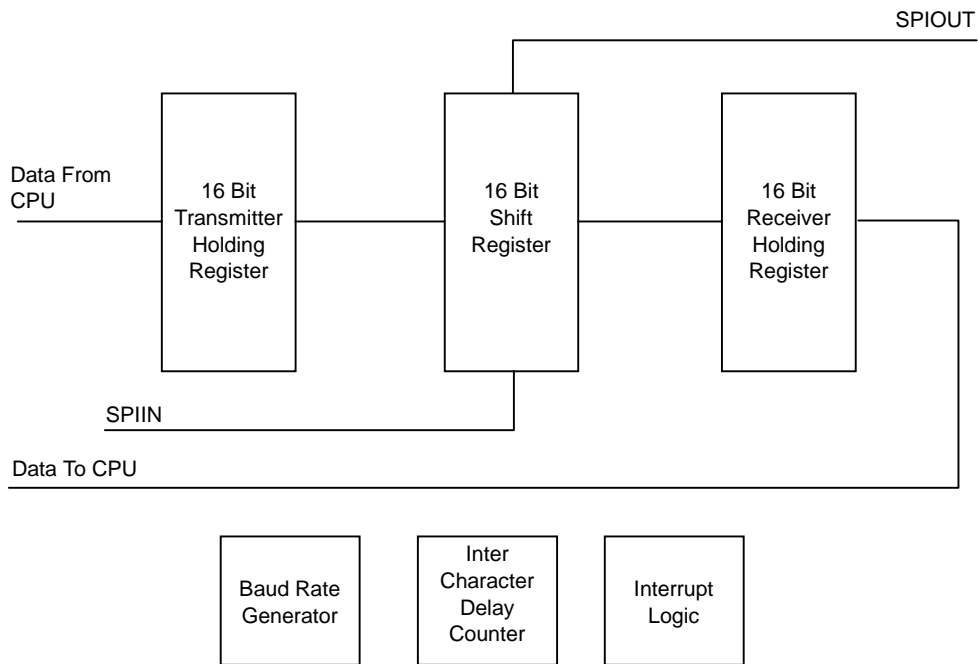 SPIOUT
Data From
CPU
16 Bit
Transmitter
Holding
Register
16 Bit
Shift
Register
16 Bit
Receiver
Holding
Register
SPIIN
Data To CPU
Baud Rate
Generator
Inter
Character
Delay
Counter
Interrupt
Logic